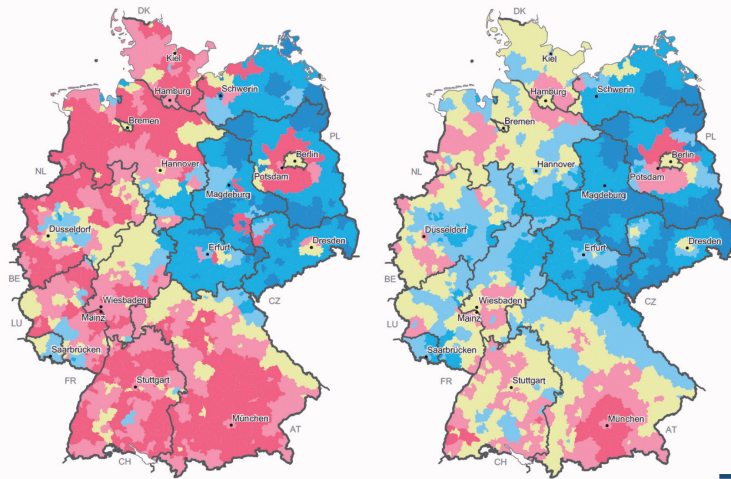 DK
Kiel
Hamburg
Schwerin
Bremen
PL
Berlin
NL
Hannover
Potsdam
Magdeburg
Düsseldorf
Erfurt
Dresden
BE
Wiesbaden
CZ
LU
Mainz
Saarbrücken
FR
Stuttgart
München
AT
CH
DK
Kiel
Hamburg
Schwerin
Bremen
PL
Berlin
NL
Hannover
Potsdam
Magdeburg
Düsseldorf
Erfurt
Dresden
BE
Wiesbaden
CZ
LU
Mainz
Saarbrücken
FR
Stuttgart
München
AT
CH